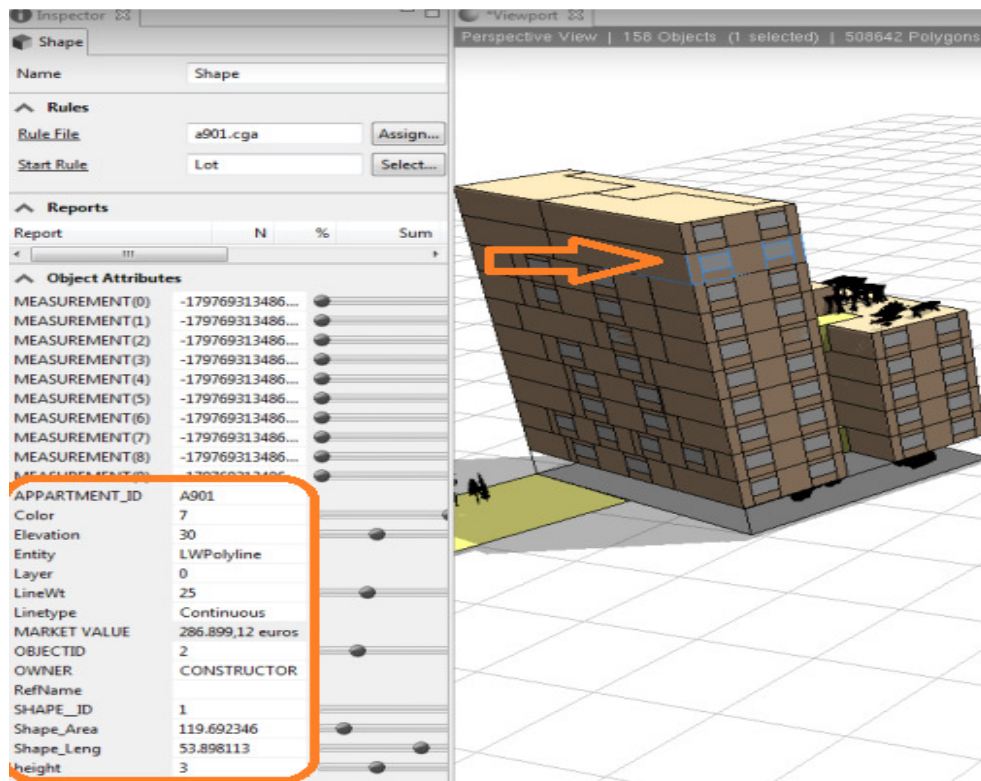 Inspector
Shape
Name Shape
Rules
Rule File a901.cga Assign...
Start Rule Lot Select...
Reports
Report N % Sum
Object Attributes
MEASUREMENT(0) -179769313486...
MEASUREMENT(1) -179769313486...
MEASUREMENT(2) -179769313486...
MEASUREMENT(3) -179769313486...
MEASUREMENT(4) -179769313486...
MEASUREMENT(5) -179769313486...
MEASUREMENT(6) -179769313486...
MEASUREMENT(7) -179769313486...
MEASUREMENT(8) -179769313486...
APPARTMENT_ID A901
Color 7
Elevation 30
Entity LWPolyline
Layer 0
LineWt 25
Linetype Continuous
MARKET VALUE 286.899,12 euros
OBJECTID 2
OWNER CONSTRUCTOR
RefName
SHAPE__ID 1
Shape_Area 119.692346
Shape_Leng 53.898113
height 3
*Viewport
Perspective View | 158 Objects (1 selected) | 508642 Polygons